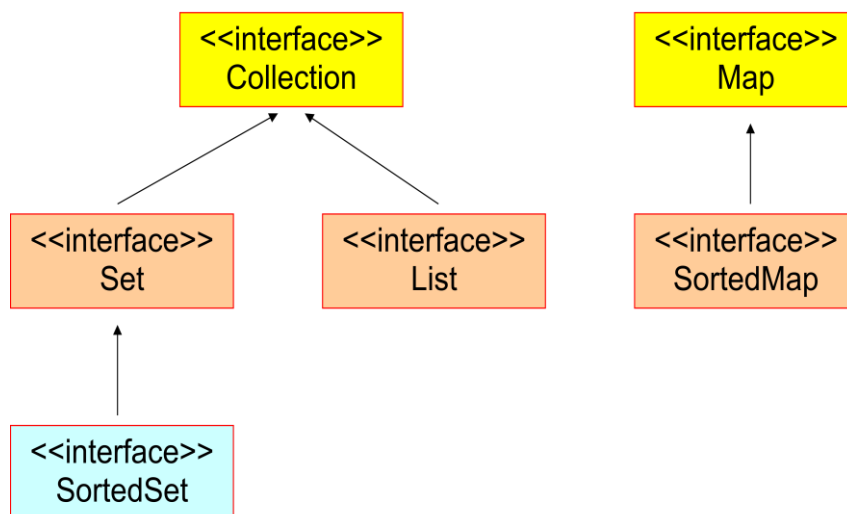 <<interface>>
Collection
<<interface>>
Map
<<interface>>
Set
<<interface>>
List
<<interface>>
SortedMap
<<interface>>
SortedSet